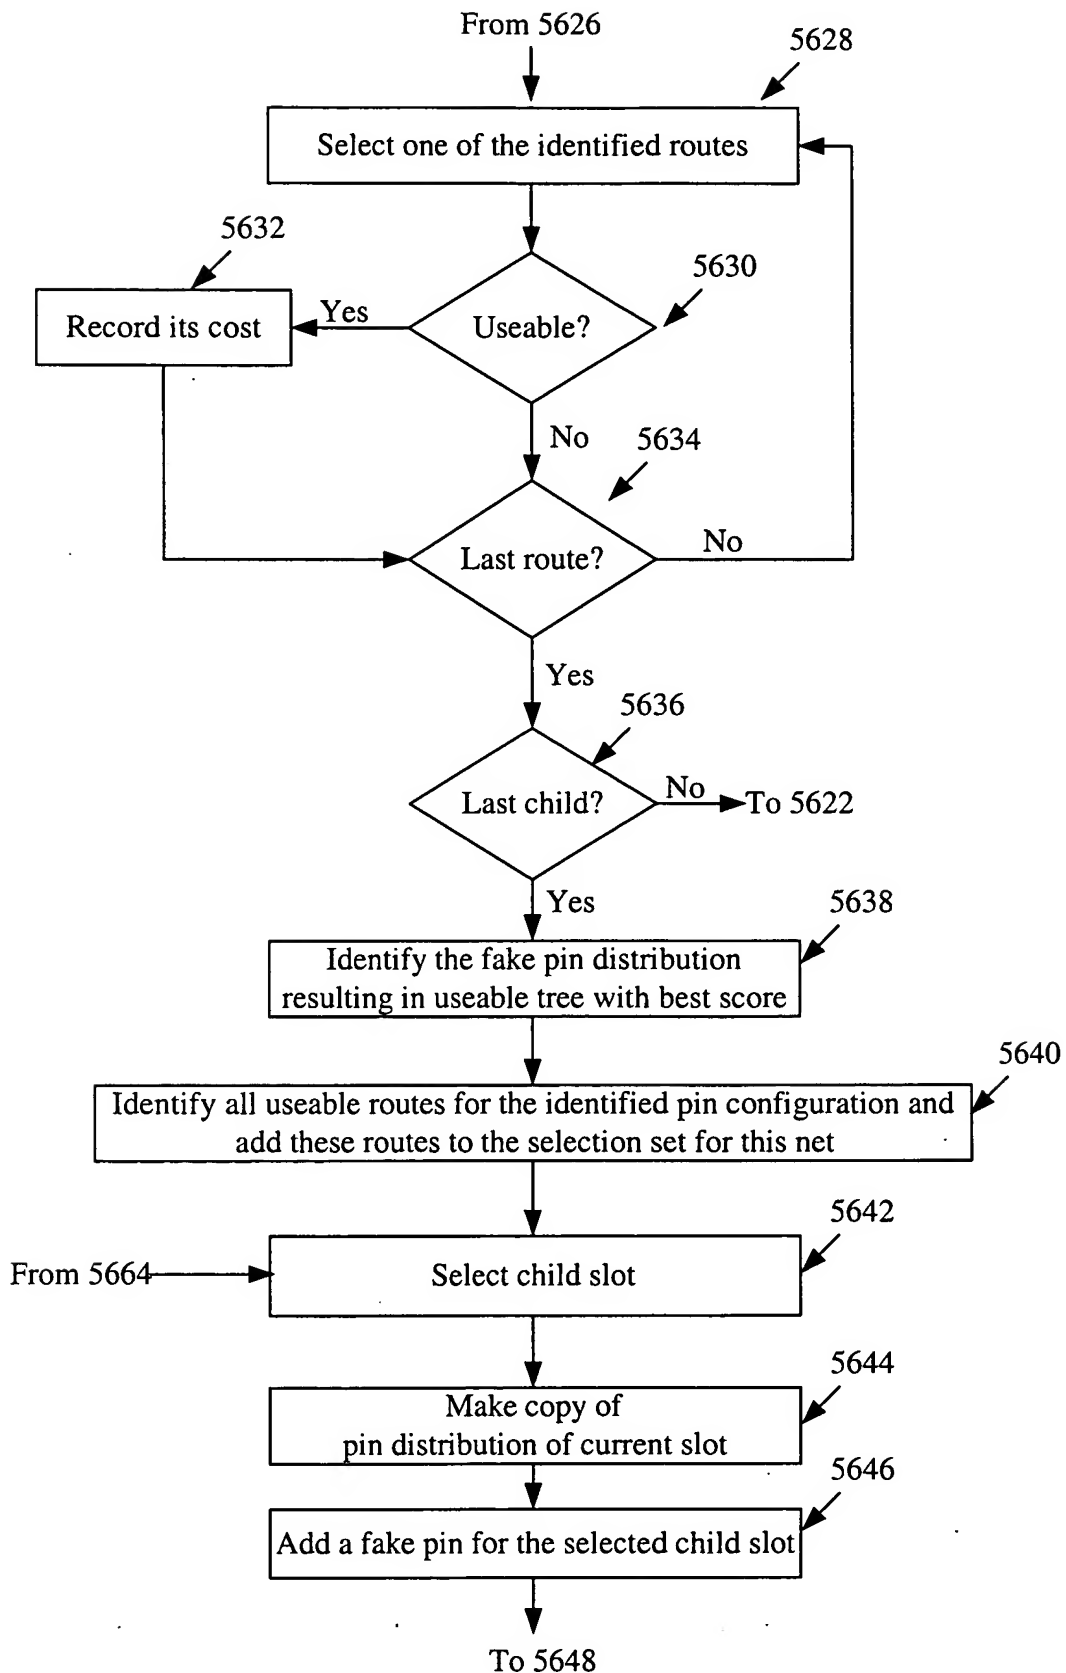 From 5626
5628
Select one of the identified routes
5632
5630
Record its cost
Yes
Useable?
No
5634
Last route?
No
Yes
5636
Last child?
No
To 5622
Yes
5638
Identify the fake pin distribution
resulting in useable tree with best score
5640
Identify all useable routes for the identified pin configuration and
add these routes to the selection set for this net
5642
From 5664
Select child slot
5644
Make copy of
pin distribution of current slot
5646
Add a fake pin for the selected child slot
To 5648